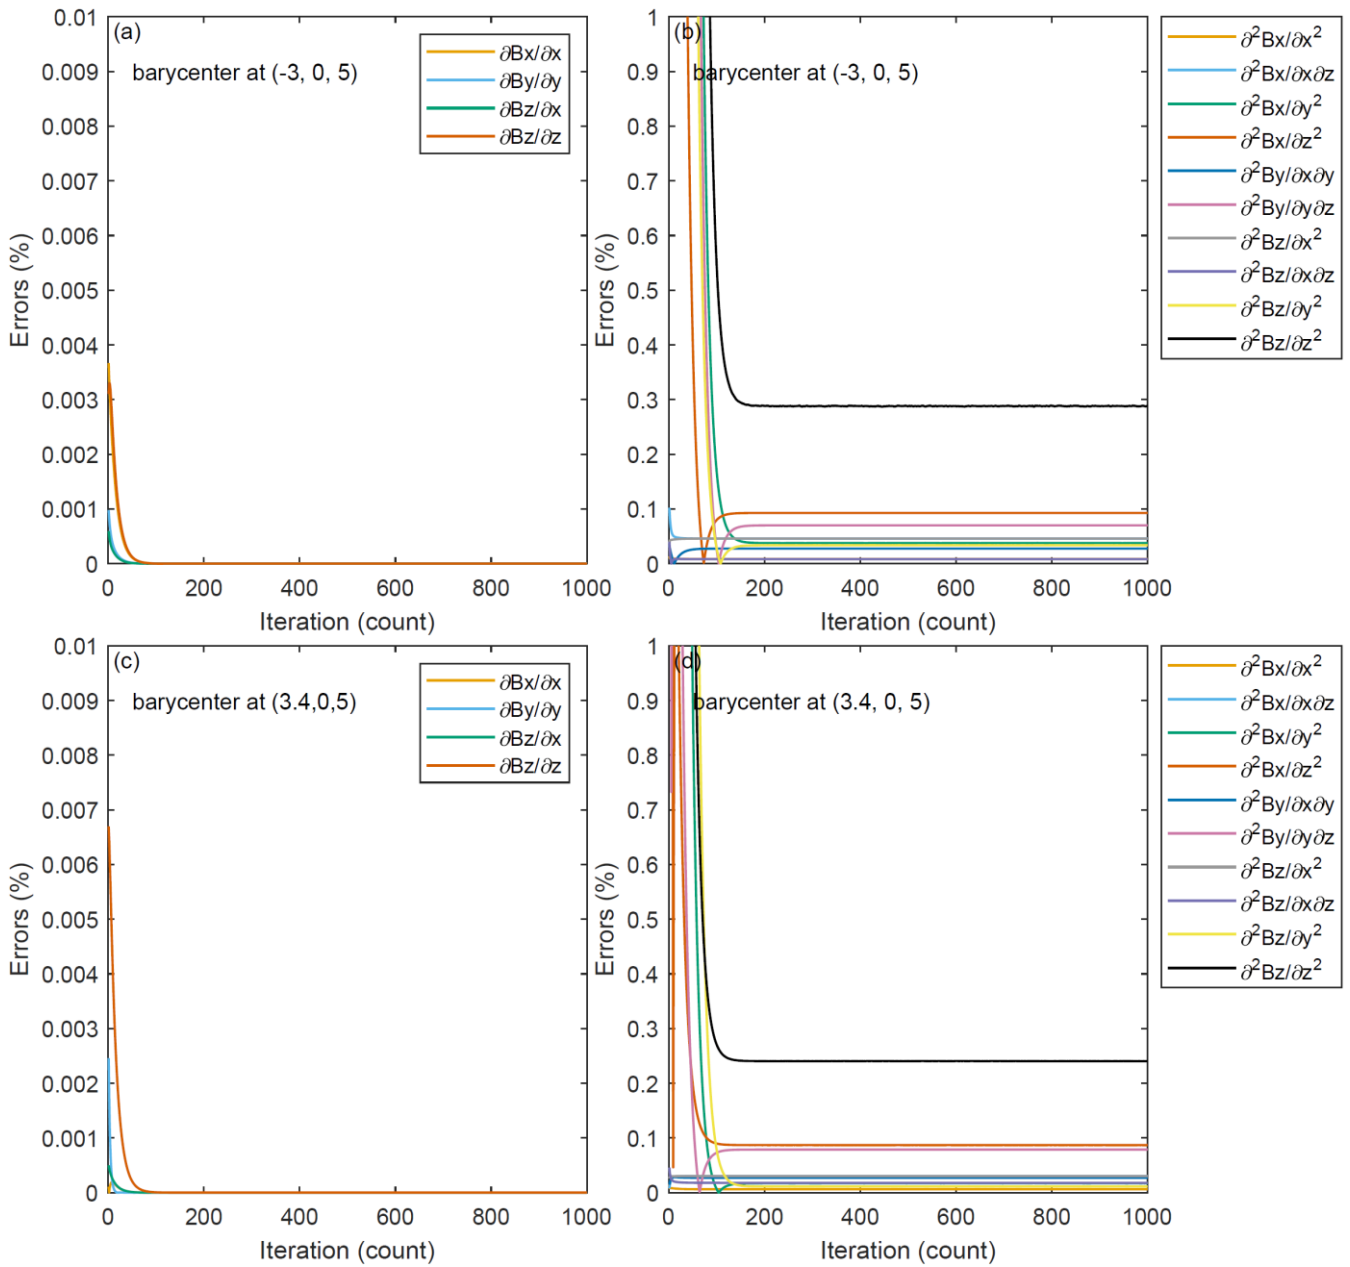 (a)
barycenter at (-3, 0, 5)
∂Bx/∂x
∂By/∂y
∂Bz/∂x
∂Bz/∂z
0.01
0.009
0.008
0.007
0.006
0.005
0.004
0.003
0.002
0.001
0
Errors (%)
0 200 400 600 800 1000
Iteration (count)
(b)
barycenter at (-3, 0, 5)
1
0.9
0.8
0.7
0.6
0.5
0.4
0.3
0.2
0.1
0
Errors (%)
0 200 400 600 800 1000
Iteration (count)
∂²Bx/∂x²
∂²Bx/∂x∂z
∂²Bx/∂y²
∂²Bx/∂z²
∂²By/∂x∂y
∂²By/∂y∂z
∂²Bz/∂x²
∂²Bz/∂x∂z
∂²Bz/∂y²
∂²Bz/∂z²
(c)
barycenter at (3.4,0,5)
∂Bx/∂x
∂By/∂y
∂Bz/∂x
∂Bz/∂z
0.01
0.009
0.008
0.007
0.006
0.005
0.004
0.003
0.002
0.001
0
Errors (%)
0 200 400 600 800 1000
Iteration (count)
(d)
barycenter at (3.4, 0, 5)
1
0.9
0.8
0.7
0.6
0.5
0.4
0.3
0.2
0.1
0
Errors (%)
0 200 400 600 800 1000
Iteration (count)
∂²Bx/∂x²
∂²Bx/∂x∂z
∂²Bx/∂y²
∂²Bx/∂z²
∂²By/∂x∂y
∂²By/∂y∂z
∂²Bz/∂x²
∂²Bz/∂x∂z
∂²Bz/∂y²
∂²Bz/∂z²